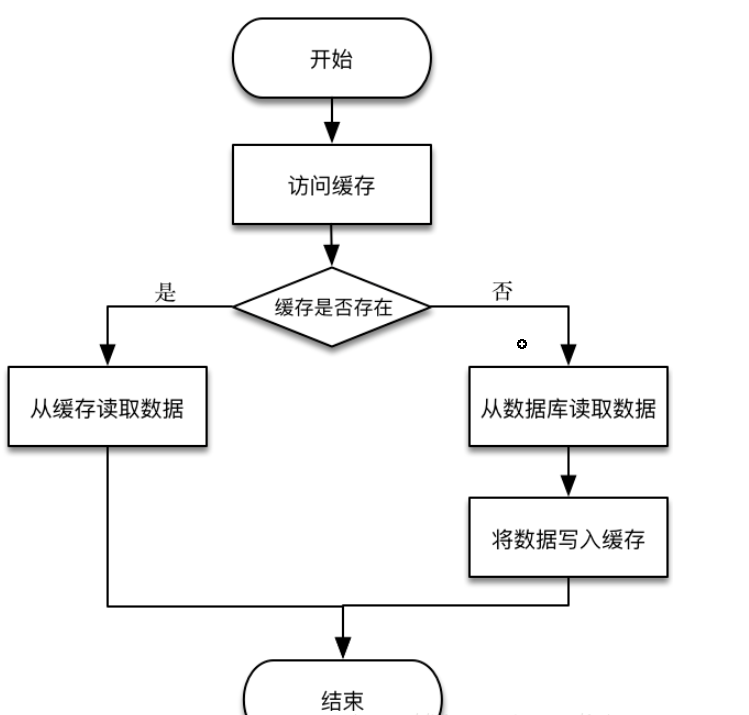 开始
访问缓存
缓存是否存在
是
否
从缓存读取数据
从数据库读取数据
将数据写入缓存
结束